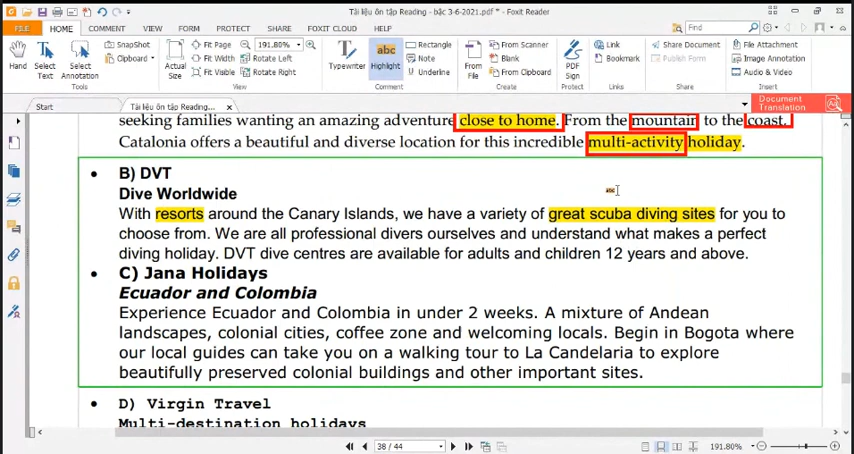 Tài liệu ôn tập Reading - bậc 3-6-2021.pdf * - Foxit Reader
FILE HOME COMMENT VIEW FORM PROTECT SHARE FOXIT CLOUD HELP Find
Hand
Select Text
Select Annotation
SnapShot
Clipboard
Tools
Actual Size
Fit Page
Fit Width
Fit Visible
191.80%
Rotate Left
Rotate Right
View
Typewriter
abc
Highlight
Rectangle
Note
Underline
Comment
From File
From Scanner
Blank
From Clipboard
Create
PDF Sign
Protect
Link
Bookmark
Links
Share Document
Share
File Attachment
Image Annotation
Audio & Video
Insert
Start Tài liệu ôn tập Reading...
Document Translation
seeking families wanting an amazing adventure close to home. From the mountain to the coast,
Catalonia offers a beautiful and diverse location for this incredible multi-activity holiday.
• B) DVT
Dive Worldwide
With resorts around the Canary Islands, we have a variety of great scuba diving sites for you to
choose from. We are all professional divers ourselves and understand what makes a perfect
diving holiday. DVT dive centres are available for adults and children 12 years and above.
• C) Jana Holidays
Ecuador and Colombia
Experience Ecuador and Colombia in under 2 weeks. A mixture of Andean
landscapes, colonial cities, coffee zone and welcoming locals. Begin in Bogota where
our local guides can take you on a walking tour to La Candelaria to explore
beautifully preserved colonial buildings and other important sites.
• D) Virgin Travel
Multi-destination holidays
38 / 44
191.80%